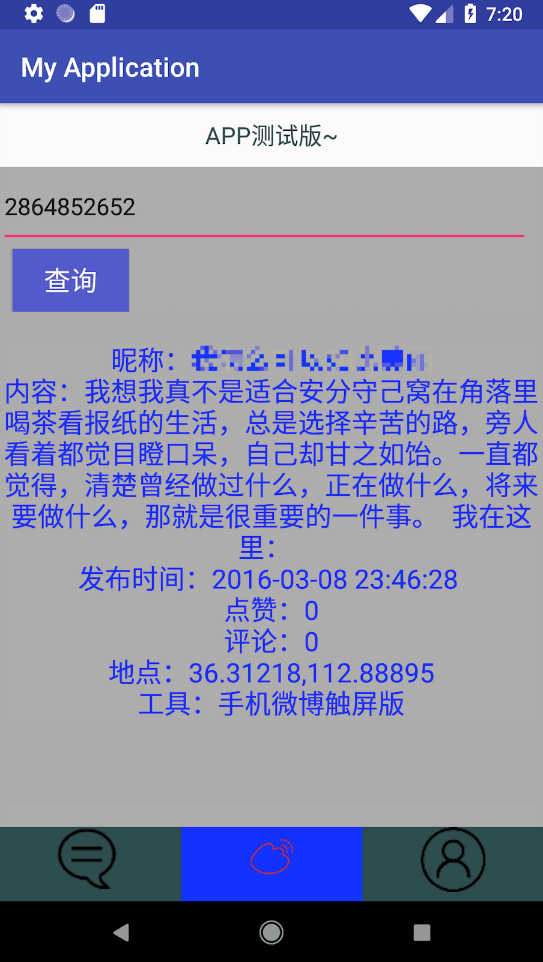 7:20
My Application
APP测试版~
2864852652
查询
昵称：
内容：我想我真不是适合安分守己窝在角落里
喝茶看报纸的生活，总是选择辛苦的路，旁人
看着都觉目瞪口呆，自己却甘之如饴。一直都
觉得，清楚曾经做过什么，正在做什么，将来
要做什么，那就是很重要的一件事。 我在这
里：
发布时间：2016-03-08 23:46:28
点赞：0
评论：0
地点：36.31218,112.88895
工具：手机微博触屏版